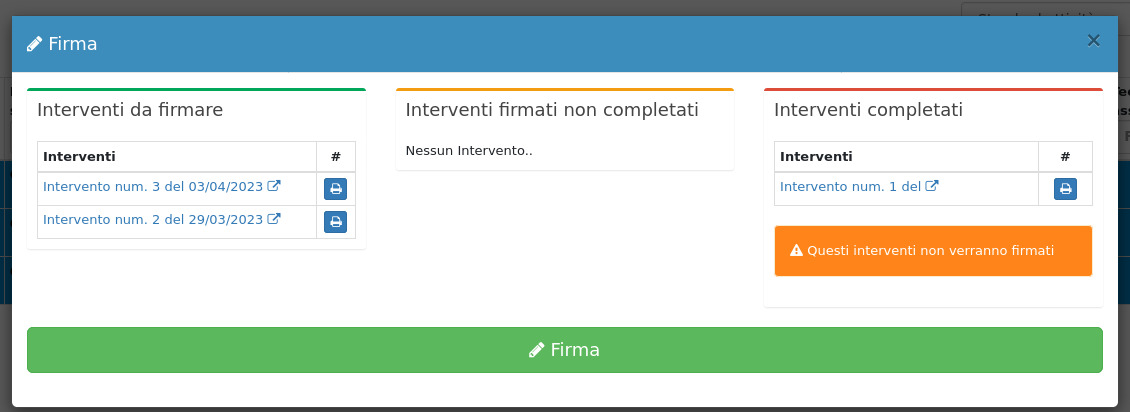 Firma
×
Interventi da firmare
Interventi #
Intervento num. 3 del 03/04/2023
Intervento num. 2 del 29/03/2023
Interventi firmati non completati
Nessun Intervento..
Interventi completati
Interventi #
Intervento num. 1 del
Questi interventi non verranno firmati
Firma